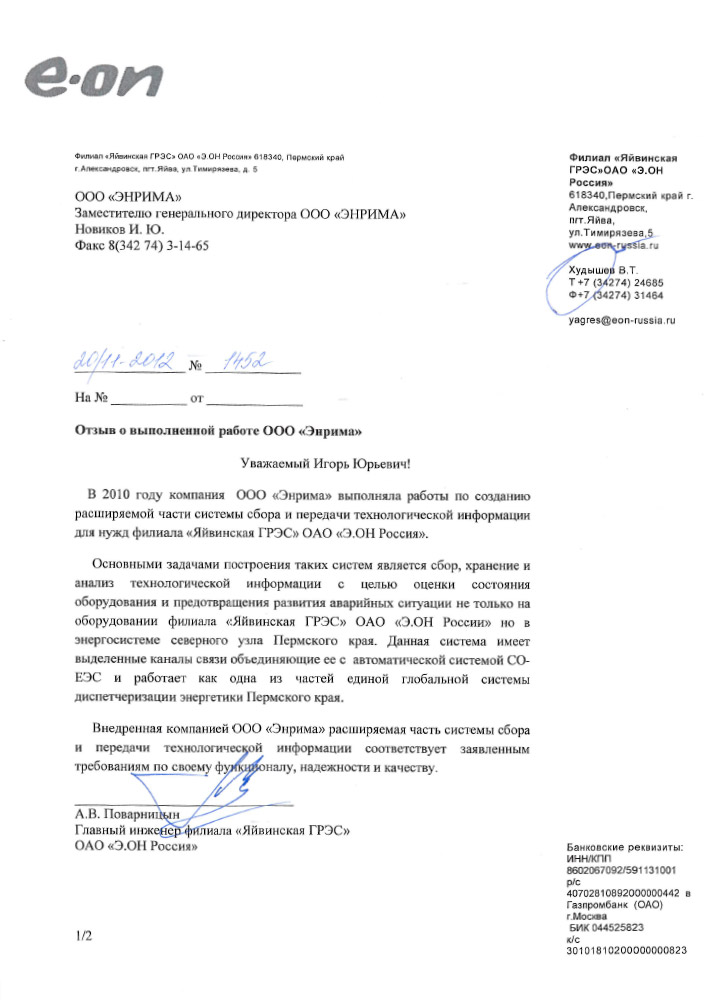 e·on
Филиал «Яйвинская ГРЭС» ОАО «Э.ОН Россия» 618340, Пермский край
г.Александровск, пгт.Яйва, ул.Тимирязева, д. 5
ООО «ЭНРИМА»
Заместителю генерального директора ООО «ЭНРИМА»
Новиков И. Ю.
Факс 8(342 74) 3-14-65
Филиал «Яйвинская
ГРЭС»ОАО «Э.ОН
Россия»
618340,Пермский край г.
Александровск,
пгт.Яйва,
ул.Тимирязева,5
www.eon-russia.ru
Худышев В.Т.
Т +7 (34274) 24685
Ф+7 (34274) 31464
yagres@eon-russia.ru
20/11-2012 № 1452
На № ____________ от ______________
Отзыв о выполненной работе ООО «Энрима»
Уважаемый Игорь Юрьевич!
В 2010 году компания ООО «Энрима» выполняла работы по созданию
расширяемой части системы сбора и передачи технологической информации
для нужд филиала «Яйвинская ГРЭС» ОАО «Э.ОН Россия».
Основными задачами построения таких систем является сбор, хранение и
анализ технологической информации с целью оценки состояния
оборудования и предотвращения развития аварийных ситуации не только на
оборудовании филиала «Яйвинская ГРЭС» ОАО «Э.ОН России» но в
энергосистеме северного узла Пермского края. Данная система имеет
выделенные каналы связи объединяющие ее с автоматической системой СО-
ЕЭС и работает как одна из частей единой глобальной системы
диспетчеризации энергетики Пермского края.
Внедренная компанией ООО «Энрима» расширяемая часть системы сбора
и передачи технологической информации соответствует заявленным
требованиям по своему функционалу, надежности и качеству.
А.В. Поварницын
Главный инженер филиала «Яйвинская ГРЭС»
ОАО «Э.ОН Россия»
1/2
Банковские реквизиты:
ИНН/КПП
8602067092/591131001
р/с
40702810892000000442 в
Газпромбанк (ОАО)
г.Москва
БИК 044525823
к/с
30101810200000000823